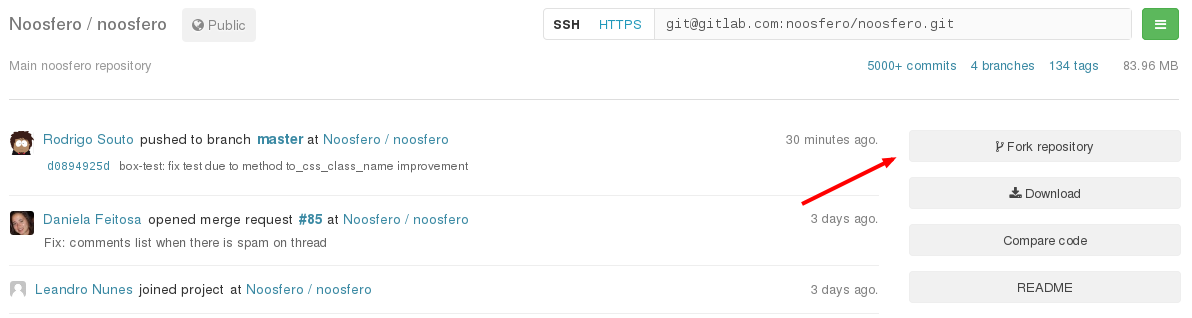 Noosfero / noosfero Public SSH HTTPS git@gitlab.com:noosfero/noosfero.git
Main noosfero repository 5000+ commits 4 branches 134 tags 83.96 MB
Rodrigo Souto pushed to branch master at Noosfero / noosfero 30 minutes ago.
d0894925d box-test: fix test due to method to_css_class_name improvement
Daniela Feitosa opened merge request #85 at Noosfero / noosfero 3 days ago.
Fix: comments list when there is spam on thread
Leandro Nunes joined project at Noosfero / noosfero 3 days ago.
Fork repository
Download
Compare code
README